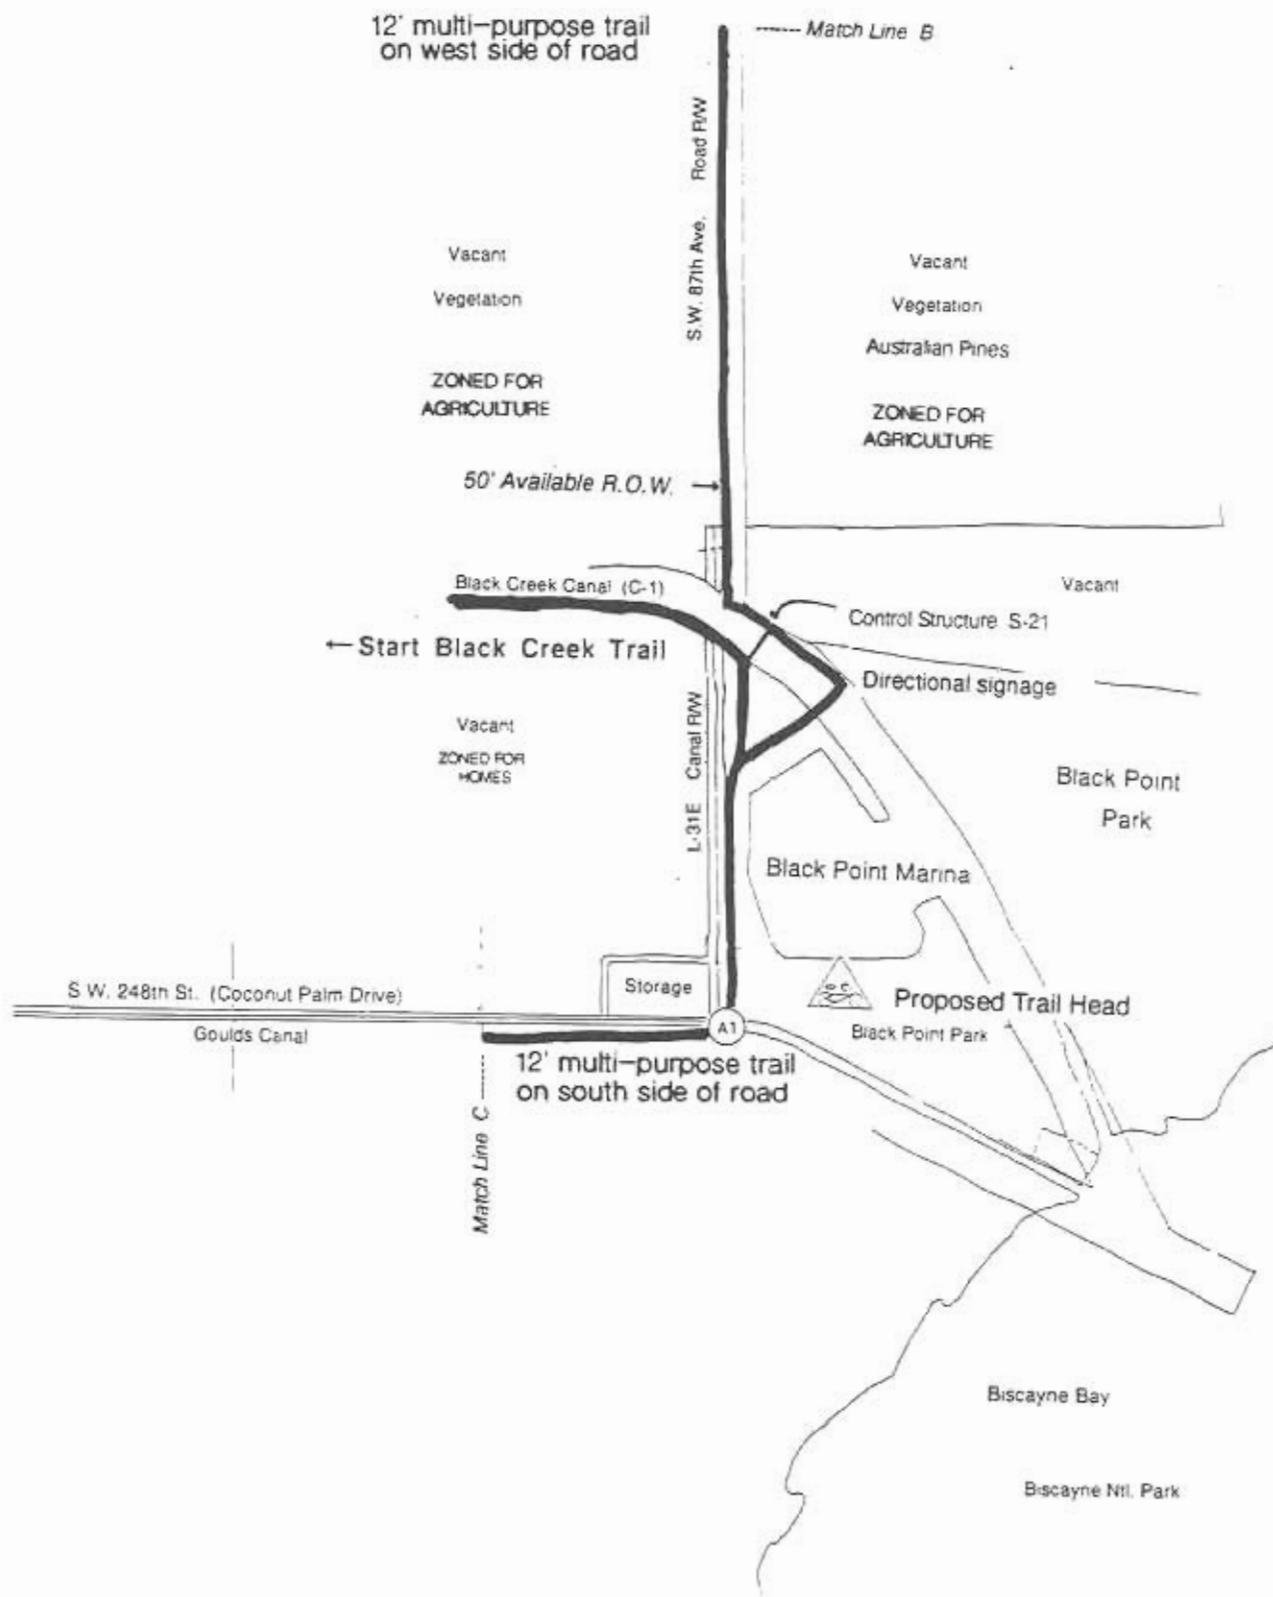 12' multi-purpose trail
on west side of road
Match Line B
Road R/W
S.W. 87th Ave.
Vacant
Vegetation
ZONED FOR
AGRICULTURE
Vacant
Vegetation
Australian Pines
ZONED FOR
AGRICULTURE
50' Available R.O.W.
Black Creek Canal (C-1)
Vacant
Control Structure S-21
← Start Black Creek Trail
Directional signage
Vacant
ZONED FOR
HOMES
L-31E Canal R/W
Black Point
Park
Black Point Marina
Storage
S.W. 248th St. (Coconut Palm Drive)
Goulds Canal
A1
Proposed Trail Head
Black Point Park
12' multi-purpose trail
on south side of road
Match Line C
Biscayne Bay
Biscayne Ntl. Park